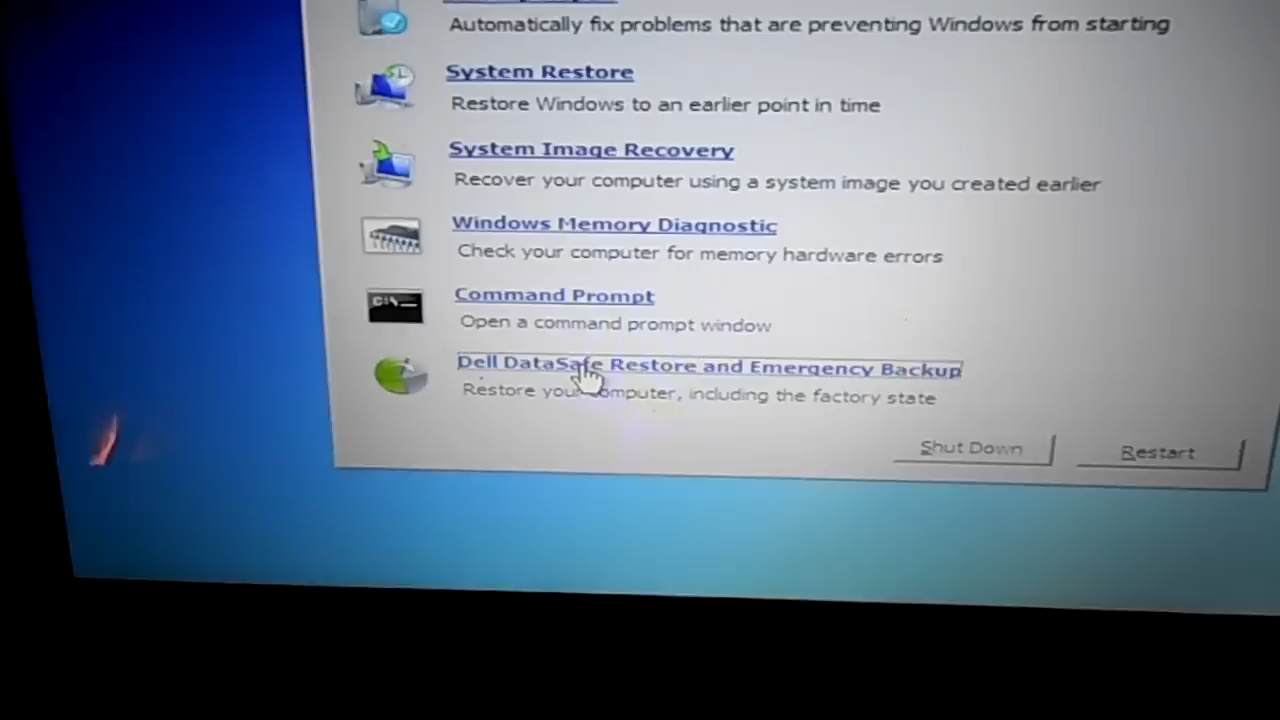 Automatically fix problems that are preventing Windows from starting
System Restore
Restore Windows to an earlier point in time
System Image Recovery
Recover your computer using a system image you created earlier
Windows Memory Diagnostic
Check your computer for memory hardware errors
C:\
Command Prompt
Open a command prompt window
Dell DataSafe Restore and Emergency Backup
Restore your computer, including the factory state
Shut Down
Restart